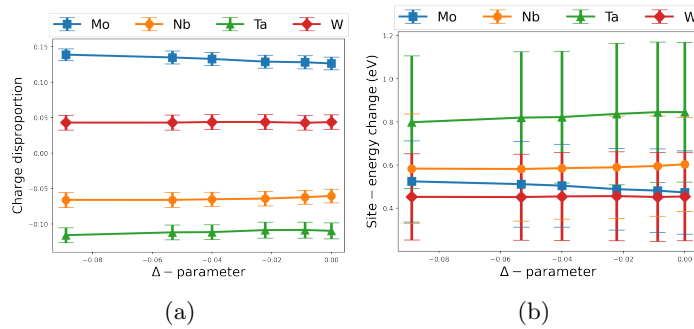 Mo Nb Ta W
0.15
0.10
0.05
0.00
−0.05
−0.10
Charge disproportion
−0.08 −0.06 −0.04 −0.02 0.00
Δ − parameter
(a)
Mo Nb Ta W
1.2
1.0
0.8
0.6
0.4
Site − energy change (eV)
−0.08 −0.06 −0.04 −0.02 0.00
Δ − parameter
(b)